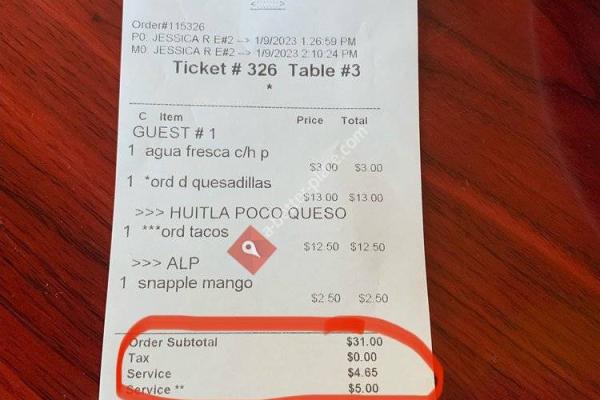 Order#115326
P0: JESSICA R E#2 --> 1/9/2023 1:26:59 PM
M0: JESSICA R E#2 --> 1/9/2023 2:10:24 PM
Ticket # 326 Table #3
*
C Item Price Total
GUEST # 1
1 agua fresca c/h p
$3.00 $3.00
1 *ord d quesadillas
$13.00 $13.00
>>> HUITLA POCO QUESO
1 ***ord tacos
$12.50 $12.50
>>> ALP
1 snapple mango
$2.50 $2.50
Order Subtotal $31.00
Tax $0.00
Service $4.65
Service ** $5.00